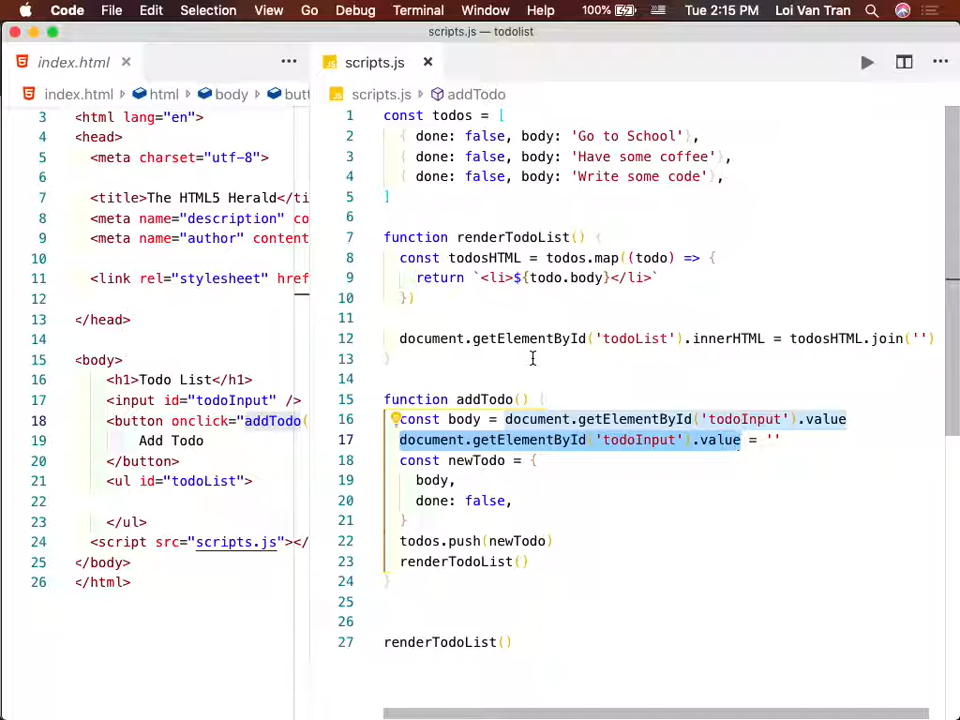 Code File Edit Selection View Go Debug Terminal Window Help 100% Tue 2:15 PM Loi Van Tran
scripts.js — todolist
index.html
index.html › html › body ›
3 <html lang="en">
4 <head>
5 <meta charset="utf-8">
6
7 <title>The HTML5 Herald</ti
8 <meta name="description" co
9 <meta name="author" content
10
11 <link rel="stylesheet" href
12
13 </head>
14
15 <body>
16 <h1>Todo List</h1>
17 <input id="todoInput" />
18 <button onclick="addTodo(
19 Add Todo
20 </button>
21 <ul id="todoList">
22
23 </ul>
24 <script src="scripts.js"></
25 </body>
26 </html>
JS scripts.js
JS scripts.js › addTodo
1 const todos = [
2 { done: false, body: 'Go to School'},
3 { done: false, body: 'Have some coffee'},
4 { done: false, body: 'Write some code'},
5 ]
6
7 function renderTodoList() {
8 const todosHTML = todos.map((todo) => {
9 return `<li>${todo.body}</li>`
10 })
11
12 document.getElementById('todoList').innerHTML = todosHTML.join('')
13 }
14
15 function addTodo() {
16 const body = document.getElementById('todoInput').value
17 document.getElementById('todoInput').value = ''
18 const newTodo = {
19 body,
20 done: false,
21 }
22 todos.push(newTodo)
23 renderTodoList()
24 }
25
26
27 renderTodoList()